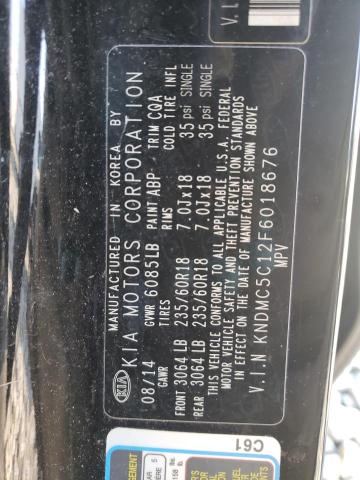 KIA
MANUFACTURED IN KOREA BY
KIA MOTORS CORPORATION
08/14 GVWR 6085LB PAINT ABP TRIM CQA
GAWR TIRES RIMS COLD TIRE INFL
FRONT 3064 LB 235/60R18 7.0Jx18 35 psi SINGLE
REAR 3064 LB 235/60R18 7.0Jx18 35 psi SINGLE
THIS VEHICLE CONFORMS TO ALL APPLICABLE U.S.A. FEDERAL
MOTOR VEHICLE SAFETY AND THEFT PREVENTION STANDARDS
IN EFFECT ON THE DATE OF MANUFACTURE SHOWN ABOVE
V.I.N KNDMC5C12F6018676
MPV
C61
V.I